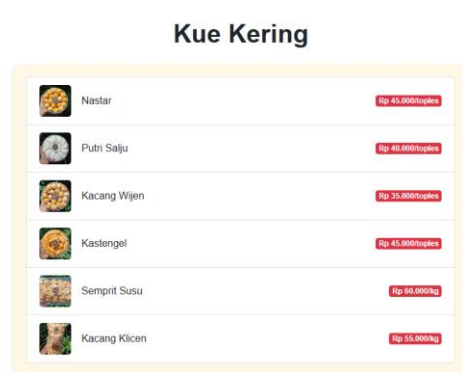 Kue Kering
Nastar Rp 45.000/toples
Putri Salju Rp 40.000/toples
Kacang Wijen Rp 35.000/toples
Kastengel Rp 45.000/toples
Semprit Susu Rp 60.000/kg
Kacang Klicen Rp 55.000/kg